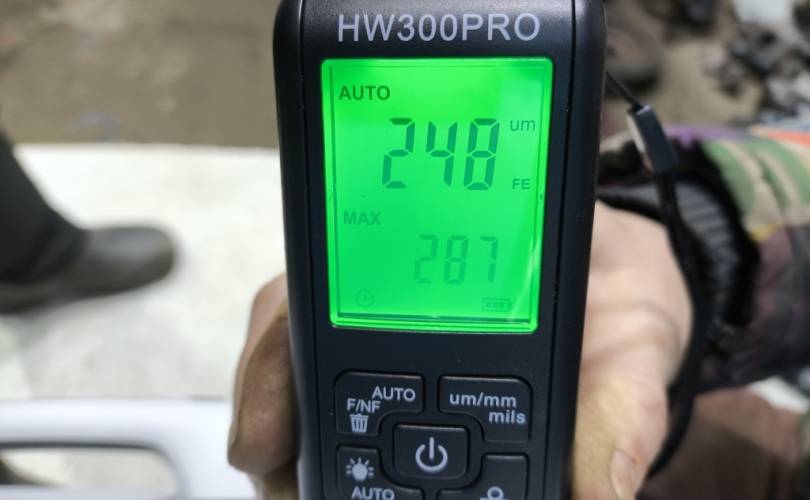 HW300PRO
AUTO
248 um
FE
MAX
287
AUTO
F/NF
um/mm
mils
AUTO